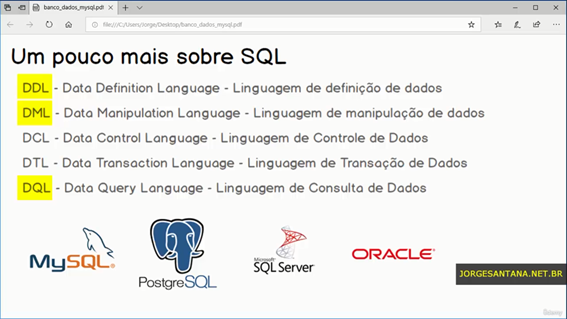 banco_dados_mysql.pdf
file:///C:/Users/Jorge/Desktop/banco_dados_mysql.pdf
Um pouco mais sobre SQL
DDL - Data Definition Language - Linguagem de definição de dados
DML - Data Manipulation Language - Linguagem de manipulação de dados
DCL - Data Control Language - Linguagem de Controle de Dados
DTL - Data Transaction Language - Linguagem de Transação de Dados
DQL - Data Query Language - Linguagem de Consulta de Dados
MySQL®
PostgreSQL
Microsoft
SQL Server
ORACLE
JORGESANTANA.NET.BR
Udemy